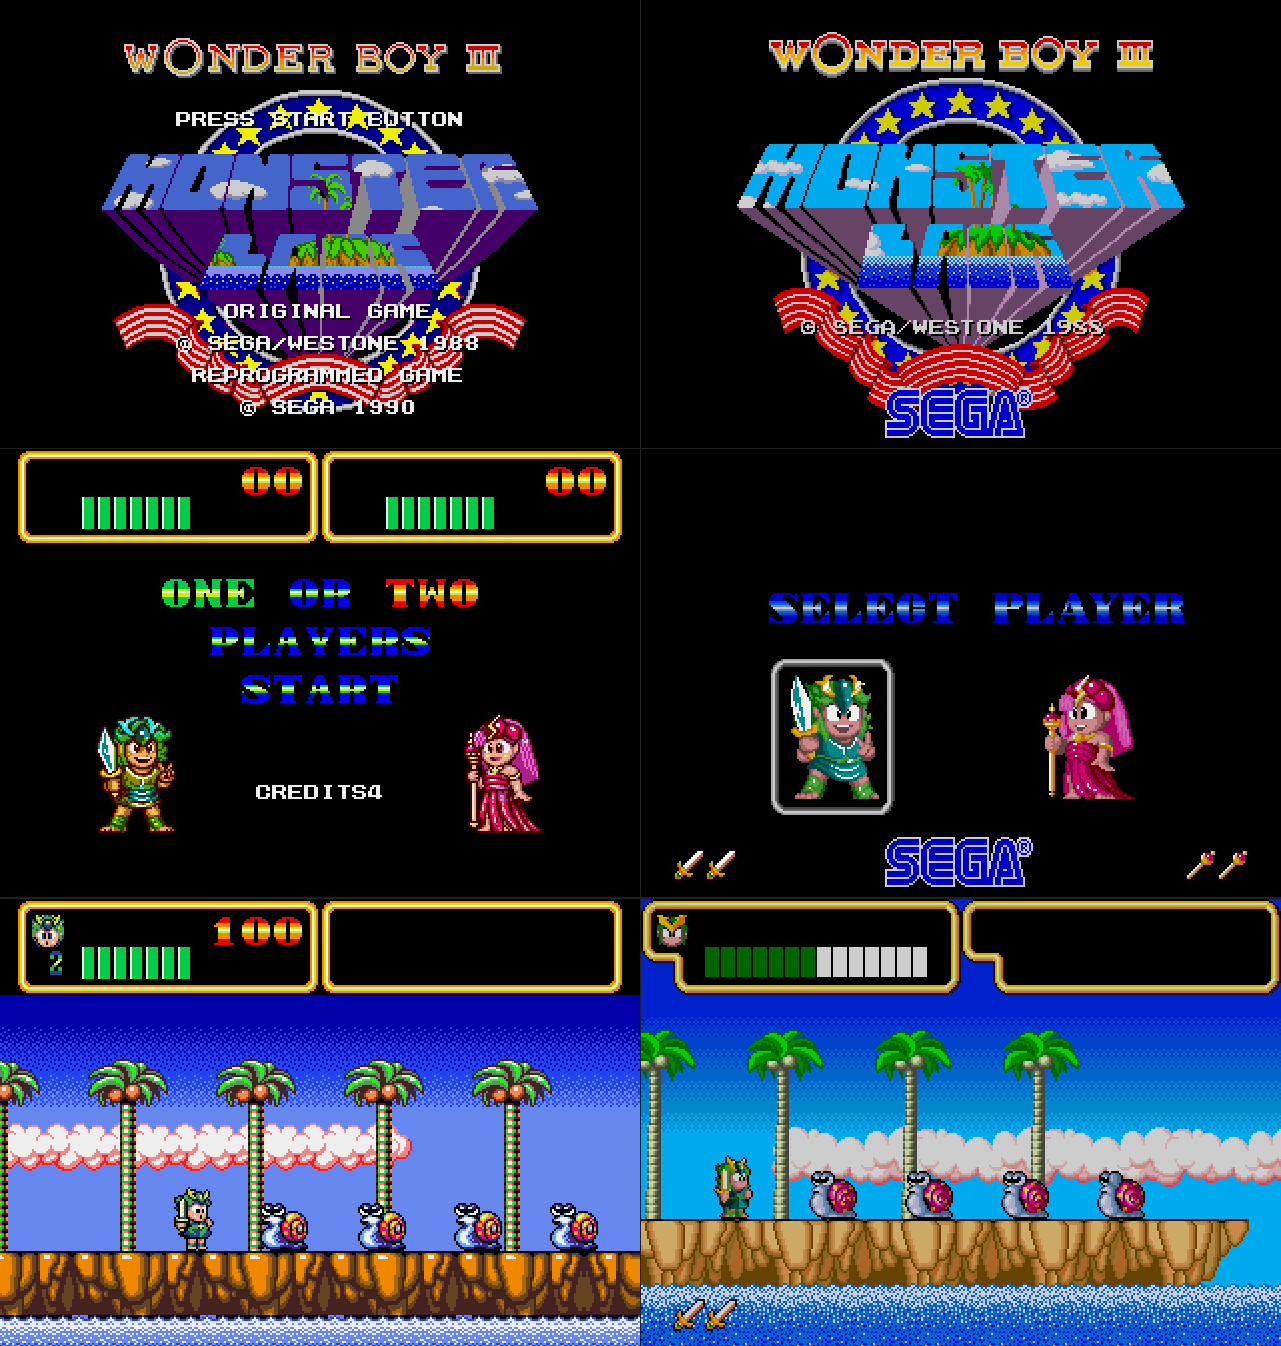 WONDER BOY III
PRESS START BUTTON
MONSTER
LAIR
ORIGINAL GAME
© SEGA/WESTONE 1988
REPROGRAMMED GAME
© SEGA 1990
WONDER BOY III
MONSTER
LAIR
© SEGA/WESTONE 1988
SEGA®
00 00
ONE OR TWO
PLAYERS
START
CREDITS4
SELECT PLAYER
SEGA®
100
2